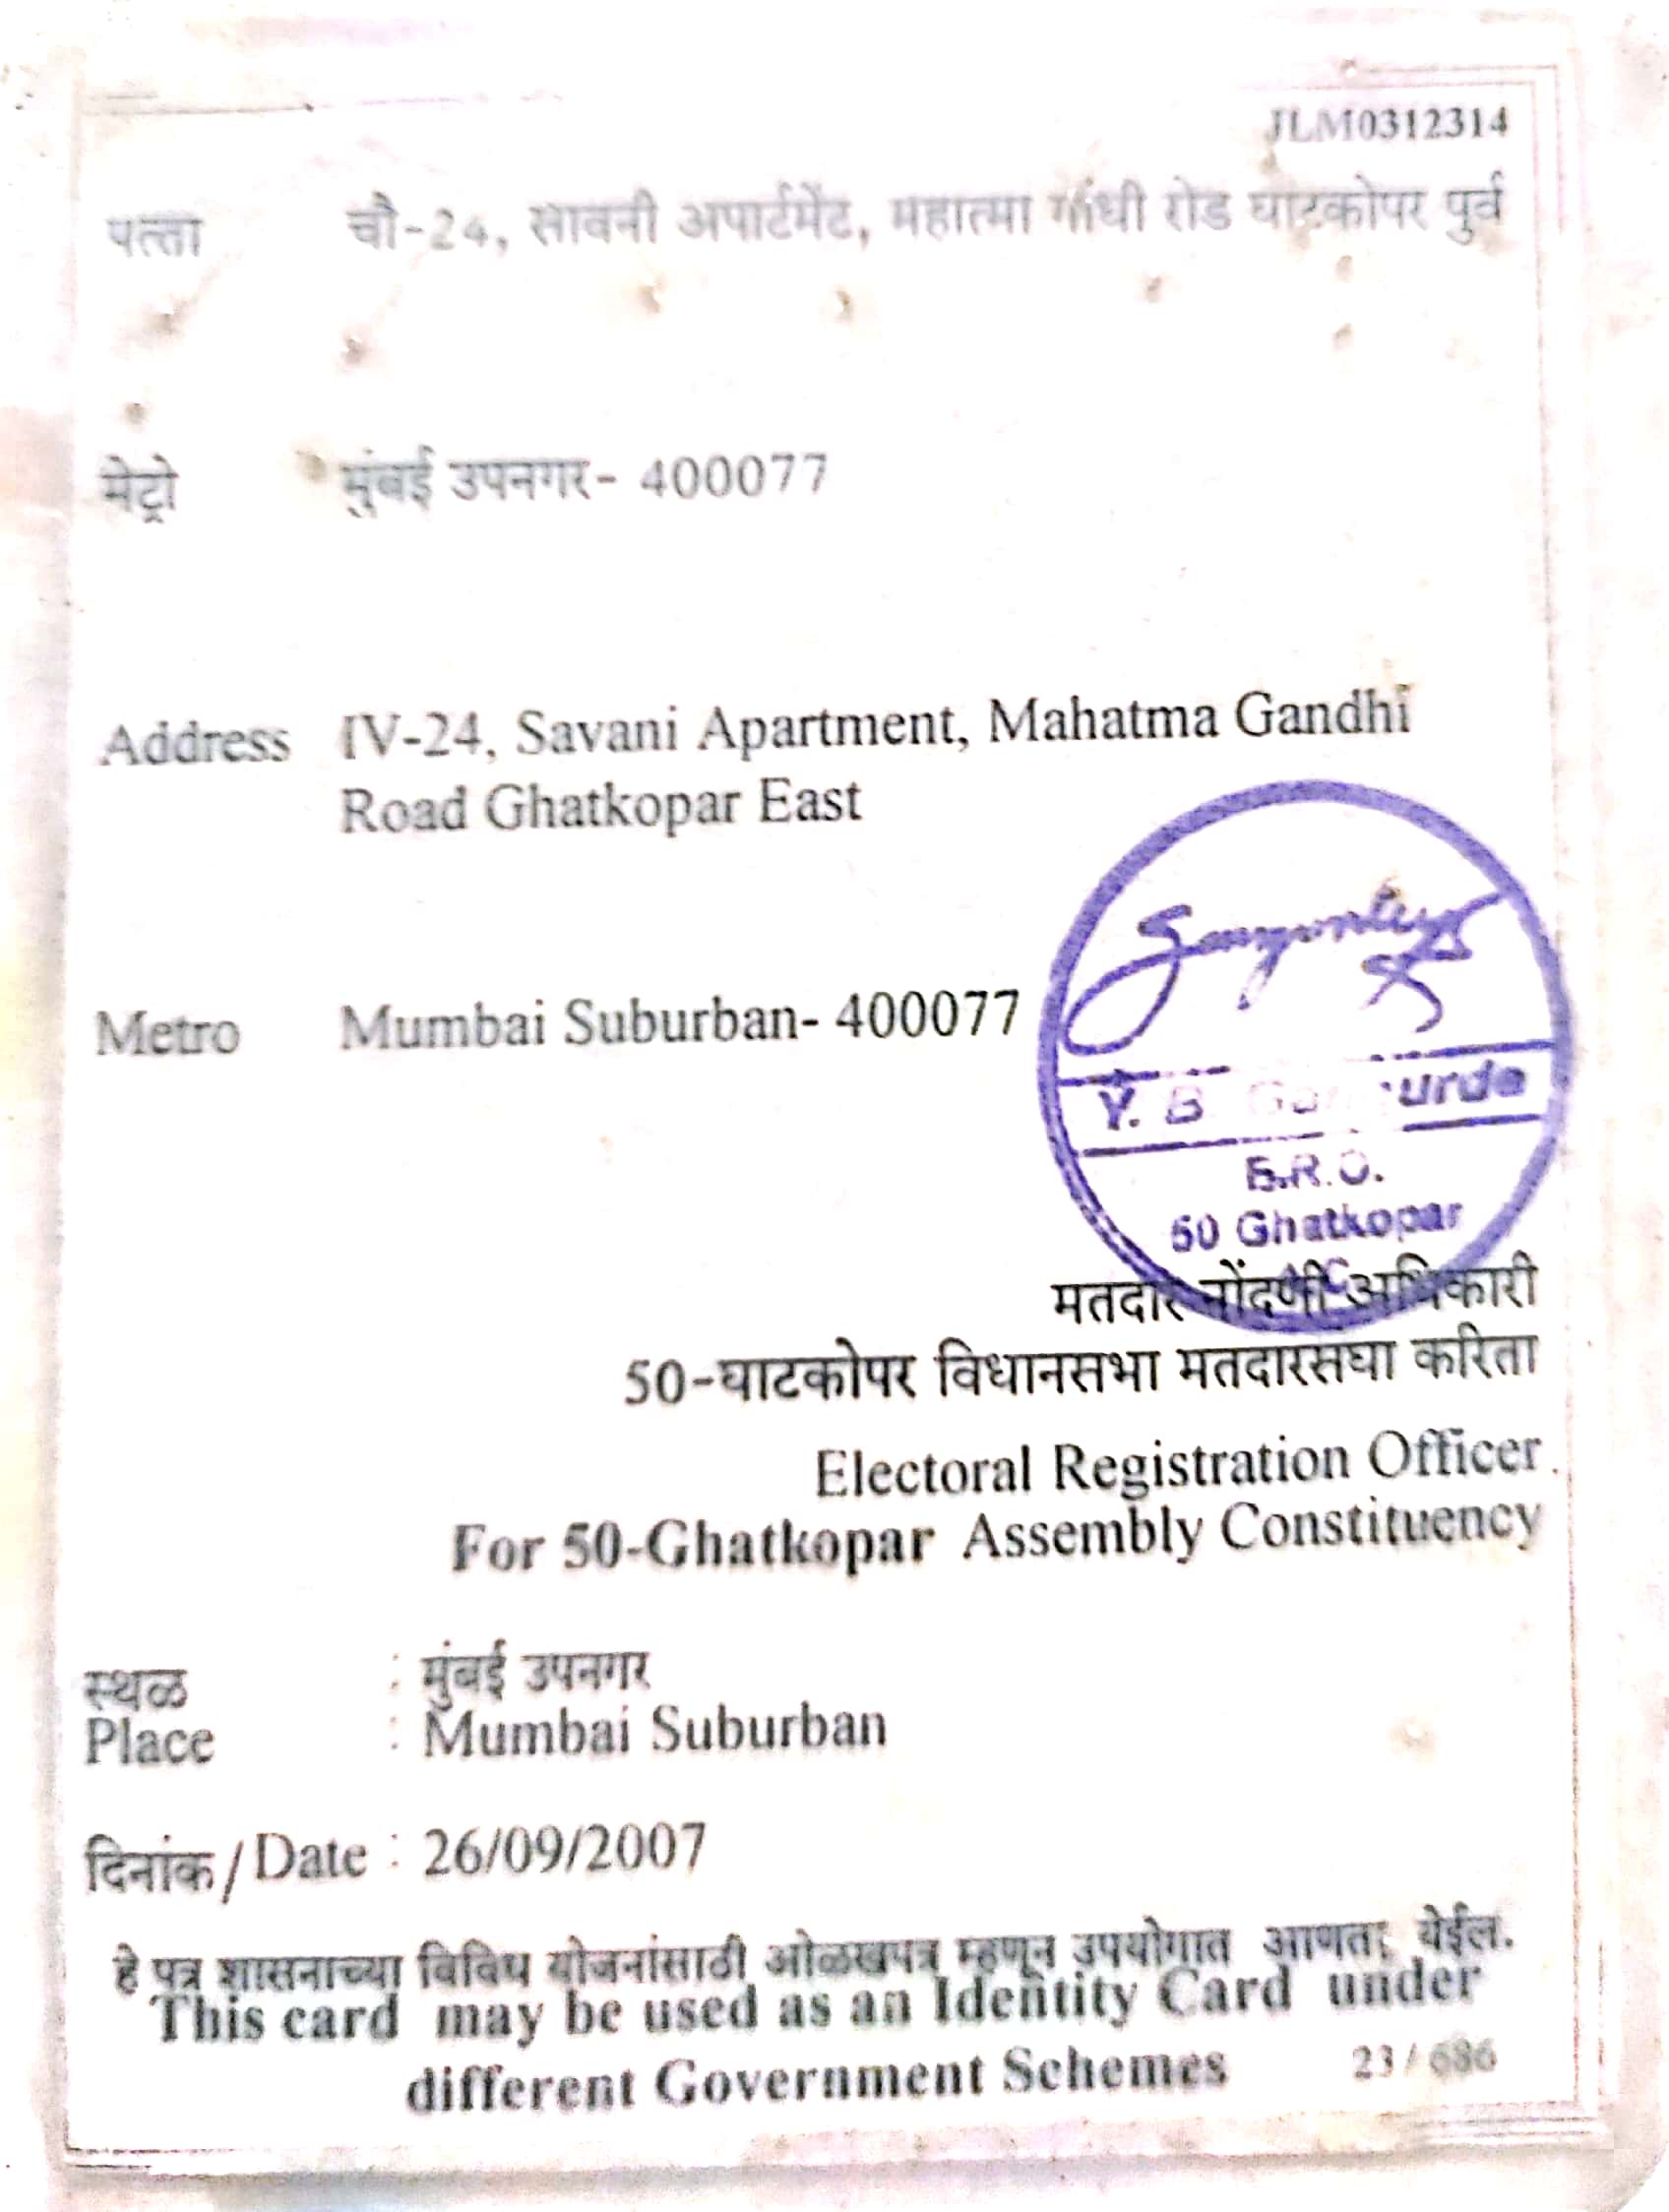 JLM0312314
पत्ता चौ-24, सावनी अपार्टमेंट, महात्मा गांधी रोड घाटकोपर पुर्व
मेट्रो मुंबई उपनगर- 400077
Address IV-24, Savani Apartment, Mahatma Gandhi
Road Ghatkopar East
Metro Mumbai Suburban- 400077
Y. B.
E.R.O.
50 Ghatkopar
मतदार नोंदणी अधिकारी
50-घाटकोपर विधानसभा मतदारसघा करिता
Electoral Registration Officer
For 50-Ghatkopar Assembly Constituency
स्थळ : मुंबई उपनगर
Place : Mumbai Suburban
दिनांक / Date : 26/09/2007
हे पत्र शासनाच्या विविध योजनांसाठी ओळखपत्र म्हणून उपयोगात आणता येईल.
This card may be used as an Identity Card under
different Government Schemes 23 / 686